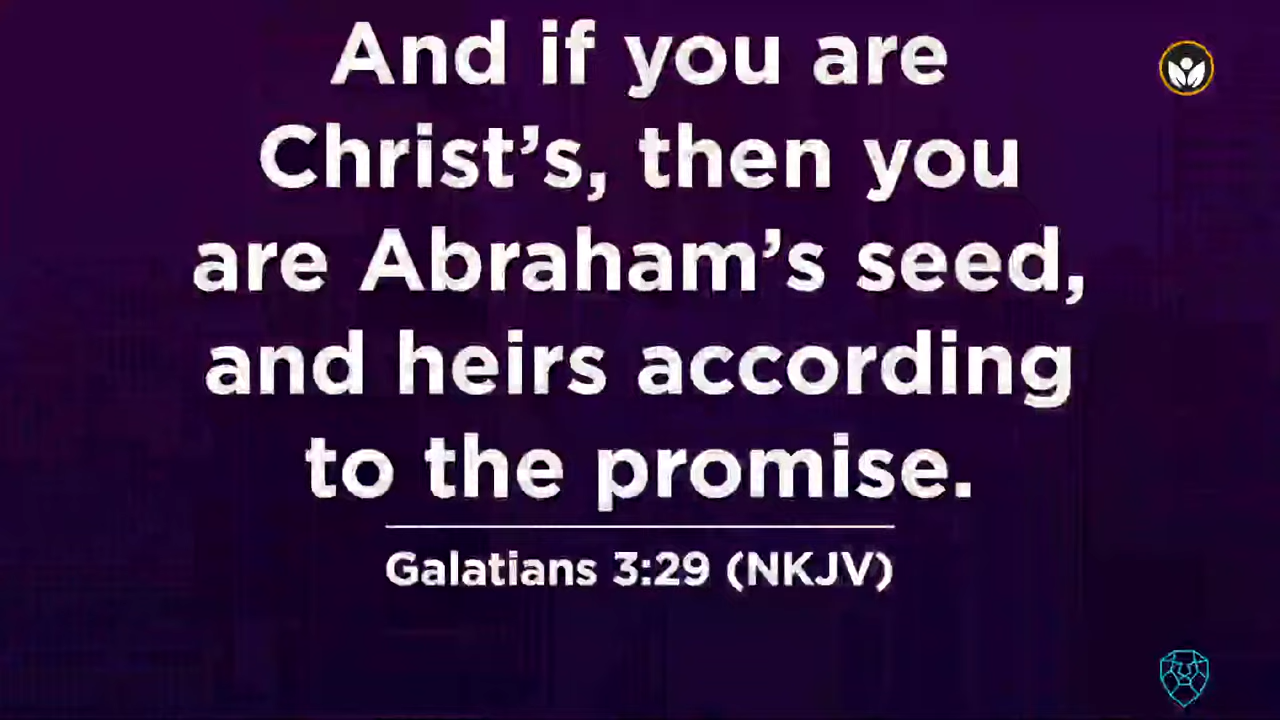 And if you are
Christ’s, then you
are Abraham’s seed,
and heirs according
to the promise.
Galatians 3:29 (NKJV)